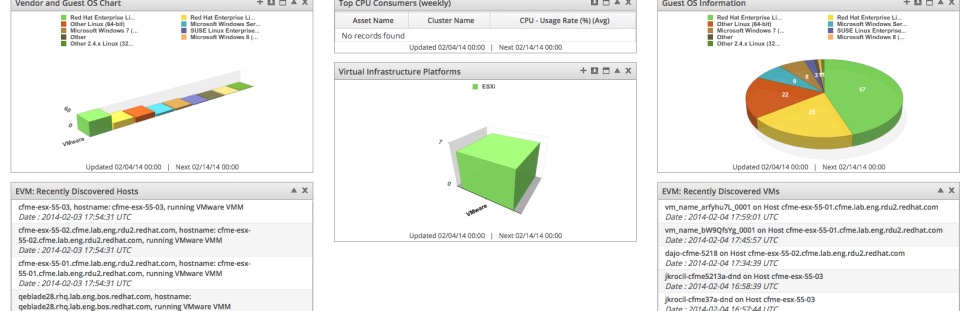 Vendor and Guest OS Chart
Red Hat Enterprise Li...
Other Linux (64-bit)
Microsoft Windows 7 (...
Other
Other 2.4.x Linux (32...
Red Hat Enterprise Li...
Microsoft Windows Ser...
SUSE Linux Enterprise...
Microsoft Windows 8 (...
60
0
VMware
Updated 02/04/14 00:00 | Next 02/14/14 00:00
EVM: Recently Discovered Hosts
cfme-esx-55-03, hostname: cfme-esx-55-03, running VMware VMM
Date : 2014-02-03 17:54:31 UTC
cfme-esx-55-02.cfme.lab.eng.rdu2.redhat.com, hostname: cfme-esx-
55-02.cfme.lab.eng.rdu2.redhat.com, running VMware VMM
Date : 2014-02-03 17:54:31 UTC
cfme-esx-55-01.cfme.lab.eng.rdu2.redhat.com, hostname: cfme-esx-
55-01.cfme.lab.eng.rdu2.redhat.com, running VMware VMM
Date : 2014-02-03 17:54:31 UTC
qeblade28.rhq.lab.eng.bos.redhat.com, hostname:
qeblade28.rhq.lab.eng.bos.redhat.com, running VMware VMM
Top CPU Consumers (weekly)
Asset Name Cluster Name CPU - Usage Rate (%) (Avg)
No records found
Updated 02/04/14 00:00 | Next 02/04/14 00:00
Virtual Infrastructure Platforms
ESXi
7
0
VMware
Updated 02/04/14 00:00 | Next 02/04/14 00:00
Guest OS Information
Red Hat Enterprise Li...
Other Linux (64-bit)
Microsoft Windows 7 (...
Other
Other 2.4.x Linux (32...
Red Hat Enterprise Li...
Microsoft Windows Ser...
SUSE Linux Enterprise...
Microsoft Windows 8 (...
57
25
22
9
8
3
1
1
Updated 02/04/14 00:00 | Next 02/14/14 00:00
EVM: Recently Discovered VMs
vm_name_arfyhu7L_0001 on Host cfme-esx-55-01.cfme.lab.eng.rdu2.redhat.com
Date : 2014-02-04 17:59:01 UTC
vm_name_bW9QfsYg_0001 on Host cfme-esx-55-01.cfme.lab.eng.rdu2.redhat.com
Date : 2014-02-04 17:45:57 UTC
dajo-cfme-5218 on Host cfme-esx-55-02.cfme.lab.eng.rdu2.redhat.com
Date : 2014-02-04 17:34:39 UTC
jkrocil-cfme5213a-dnd on Host cfme-esx-55-03
Date : 2014-02-04 16:58:39 UTC
jkrocil-cfme37a-dnd on Host cfme-esx-55-03
Date : 2014-02-04 16:57:44 UTC